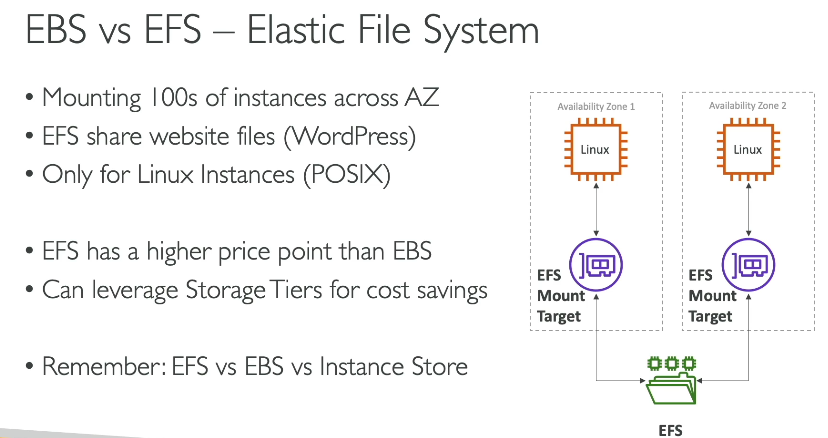 EBS vs EFS – Elastic File System
• Mounting 100s of instances across AZ
• EFS share website files (WordPress)
• Only for Linux Instances (POSIX)
• EFS has a higher price point than EBS
• Can leverage Storage Tiers for cost savings
• Remember: EFS vs EBS vs Instance Store
Availability Zone 1
Linux
EFS
Mount
Target
Availability Zone 2
Linux
EFS
Mount
Target
EFS